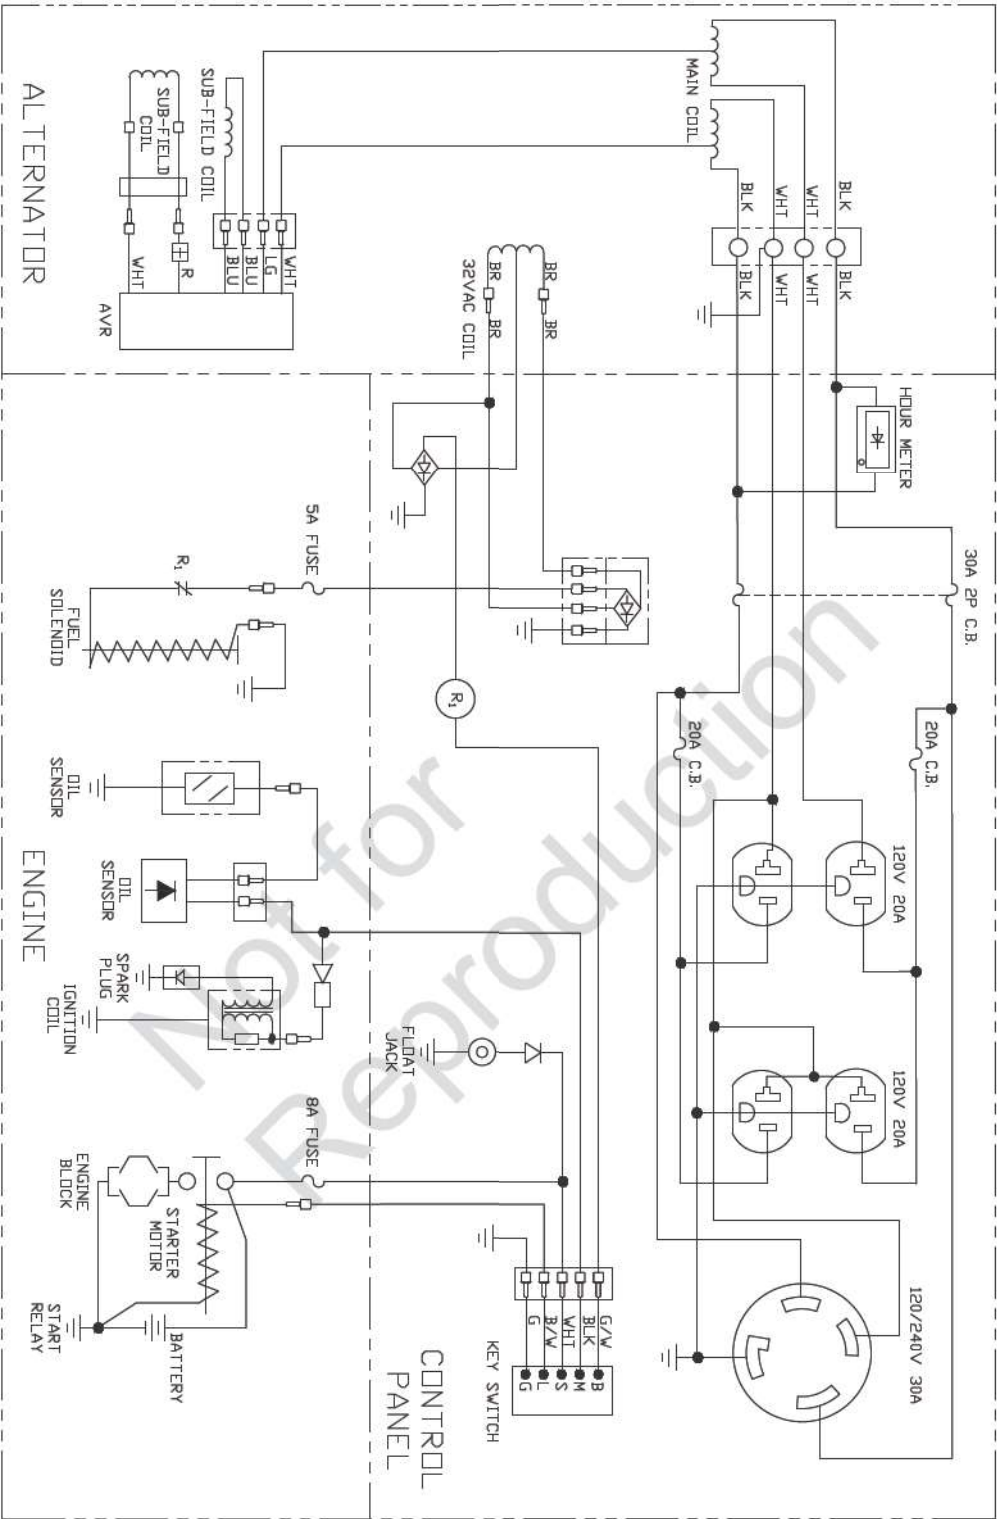 ALTERNATOR
SUB-FIELD
COIL
SUB-FIELD COIL
MAIN COIL
BLK
WHT
WHT
BLK
BLK
WHT
WHT
BLK
WHT
LG
BLU
BLU
R
WHT
AVR
BR
BR
BR
BR
32VAC COIL
HOUR METER
30A 2P C.B.
20A C.B.
20A C.B.
120V 20A
120V 20A
120/240V 30A
5A FUSE
R1
FUEL
SOLENOID
R1
OIL
SENSOR
OIL
SENSOR
ENGINE
SPARK
PLUG
IGNITION
COIL
FLOAT
JACK
8A FUSE
ENGINE
BLOCK
STARTER
MOTOR
START
RELAY
BATTERY
G/W
BLK
WHT
B/W
G
B
M
S
L
G
KEY SWITCH
CONTROL
PANEL
Not for
Reproduction